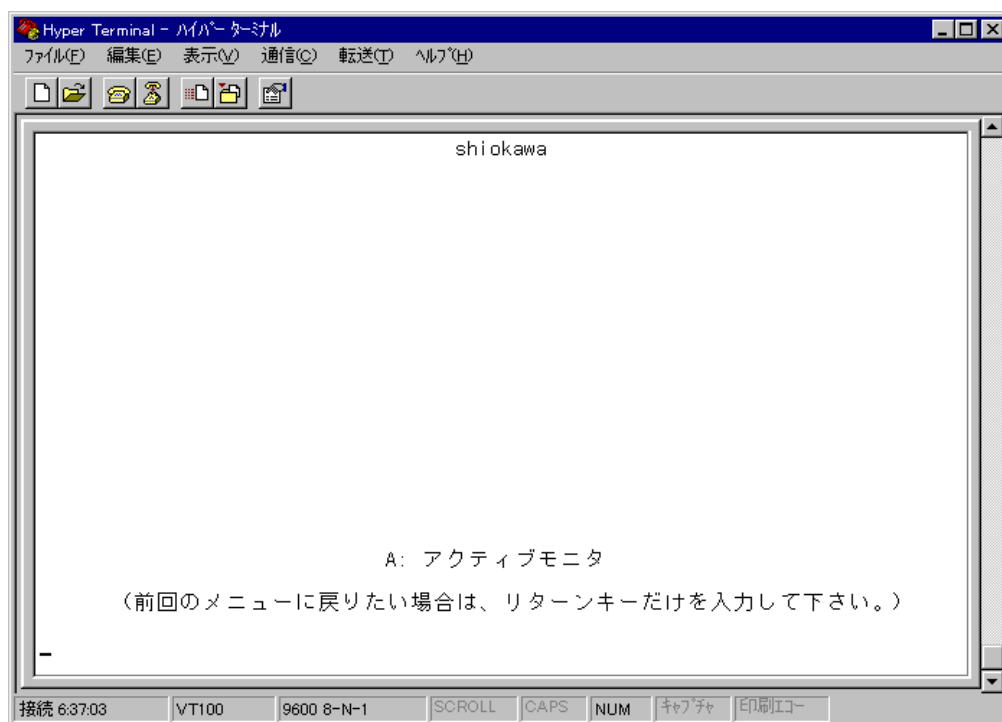 Hyper Terminal - ﾊｲﾊﾟｰ ﾀｰﾐﾅﾙ
ﾌｧｲﾙ(F) 編集(E) 表示(V) 通信(C) 転送(T) ﾍﾙﾌﾟ(H)
shiokawa
A: アクティブモニタ
（前回のメニューに戻りたい場合は、リターンキーだけを入力して下さい。）
接続 6:37:03 VT100 9600 8-N-1 SCROLL CAPS NUM ｷｬﾌﾟﾁｬ 印刷ｴｺｰ